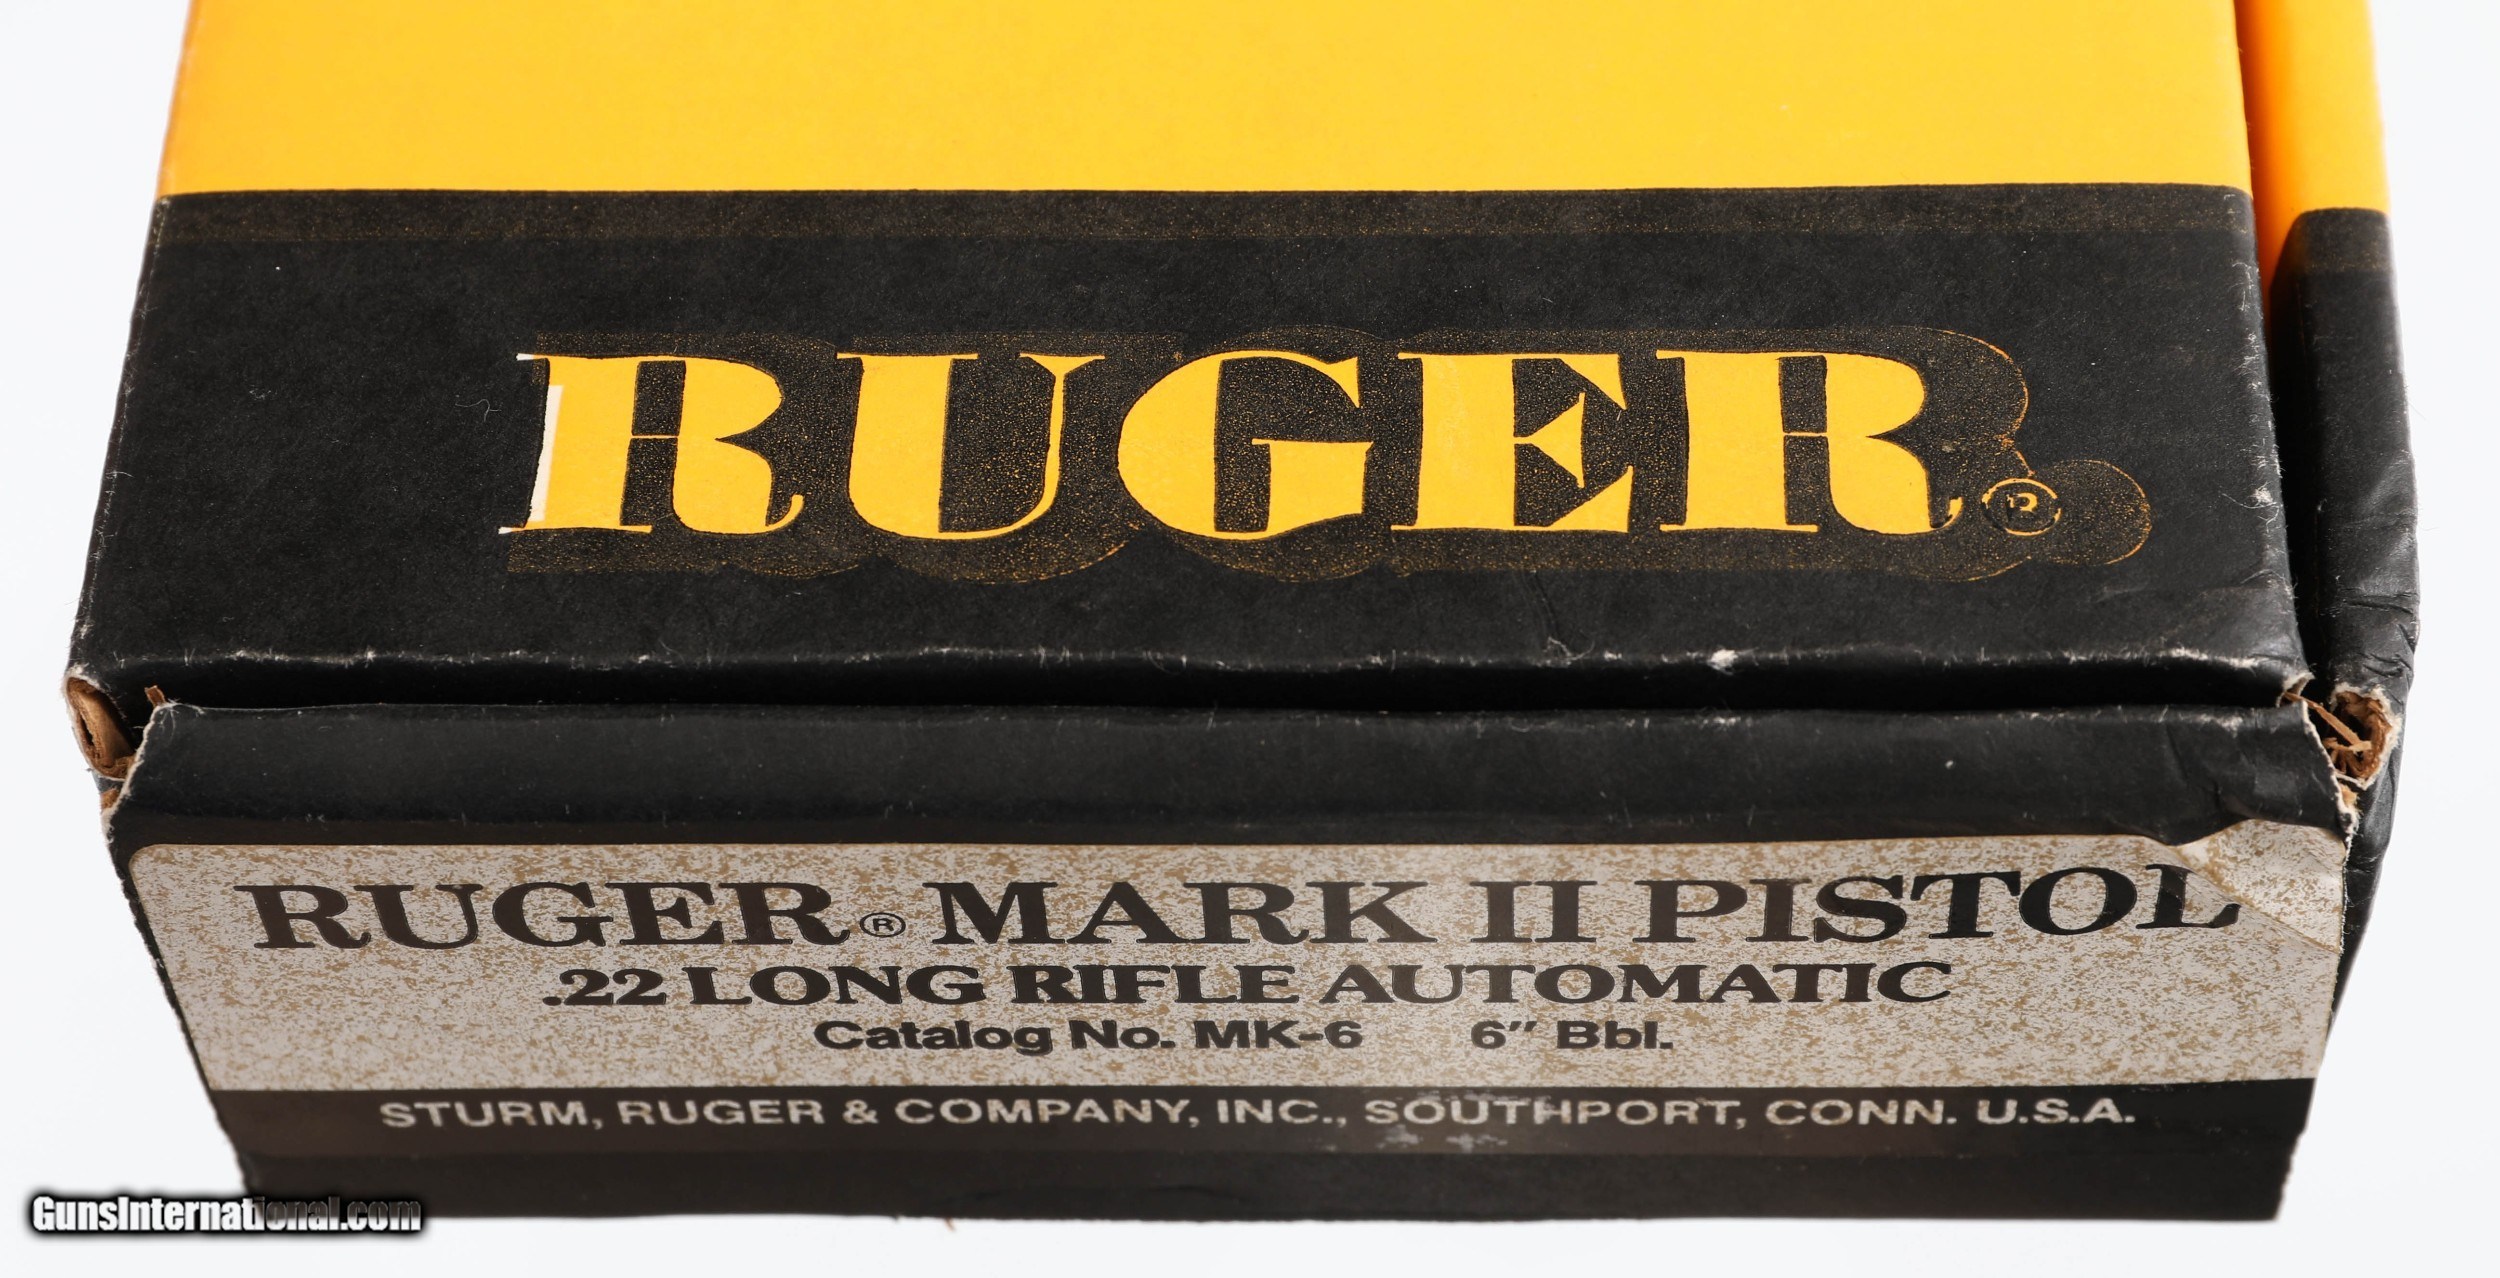 RUGER®
RUGER® MARK II PISTOL
.22 LONG RIFLE AUTOMATIC
Catalog No. MK-6 6" Bbl.
STURM, RUGER & COMPANY, INC., SOUTHPORT, CONN. U.S.A.
GunsInternational.com